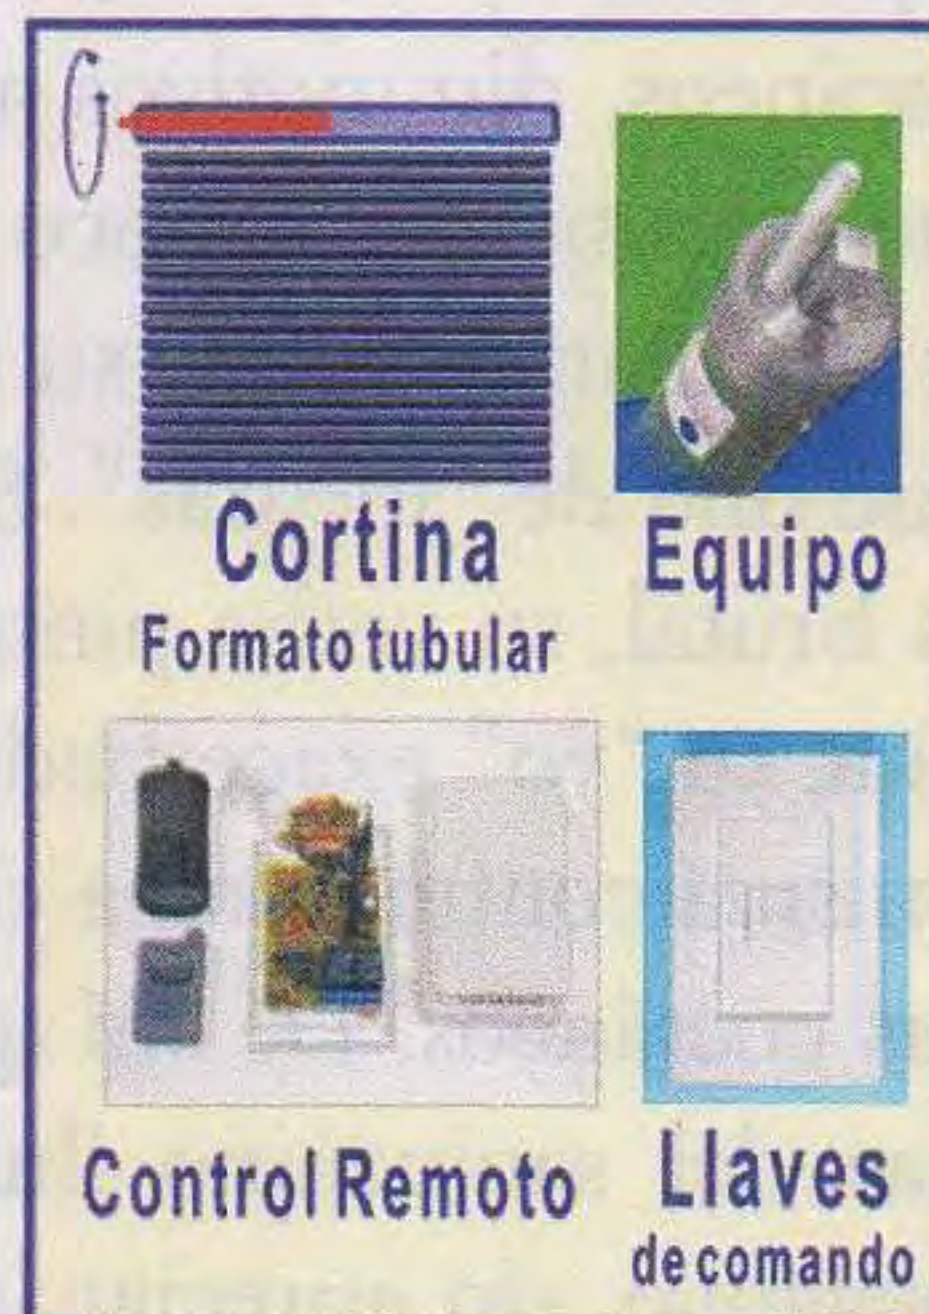 Cortina
Formato tubular
Equipo
Control Remoto
Llaves
de comando